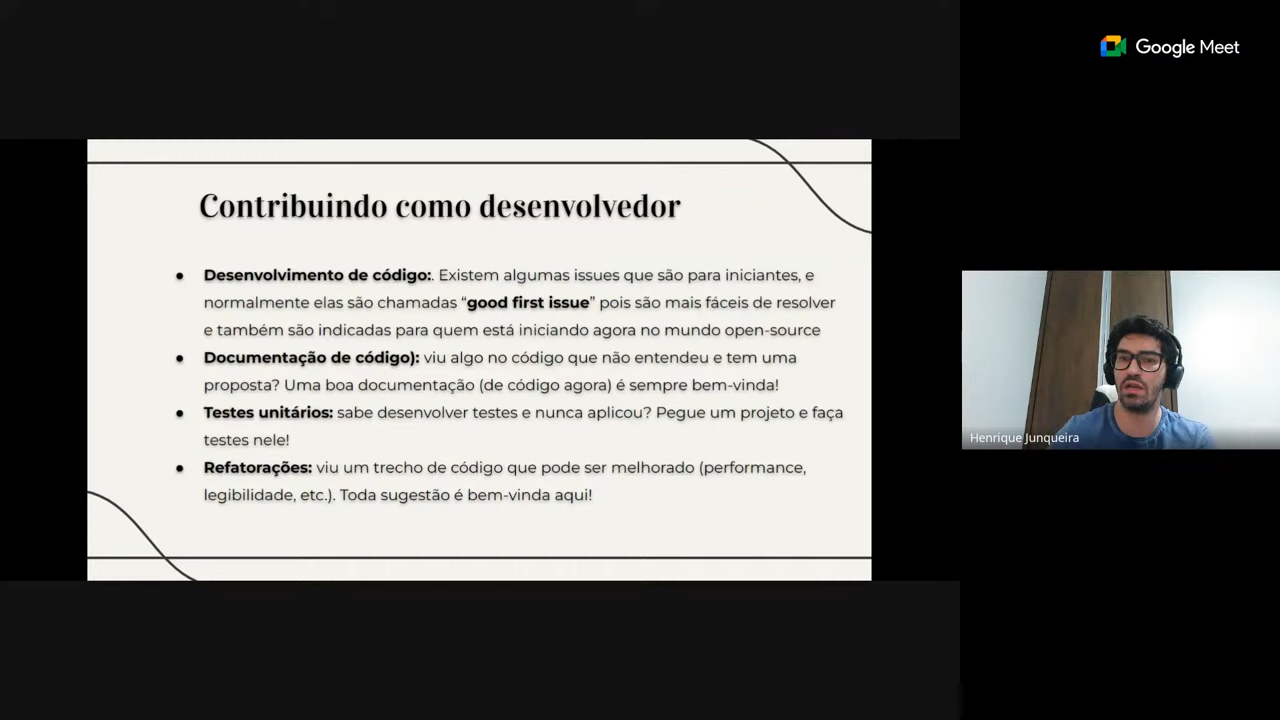 Google Meet
Contribuindo como desenvolvedor
● Desenvolvimento de código:. Existem algumas issues que são para iniciantes, e
normalmente elas são chamadas “good first issue” pois são mais fáceis de resolver
e também são indicadas para quem está iniciando agora no mundo open-source
● Documentação de código): viu algo no código que não entendeu e tem uma
proposta? Uma boa documentação (de código agora) é sempre bem-vinda!
● Testes unitários: sabe desenvolver testes e nunca aplicou? Pegue um projeto e faça
testes nele!
● Refatorações: viu um trecho de código que pode ser melhorado (performance,
legibilidade, etc.). Toda sugestão é bem-vinda aqui!
Henrique Junqueira